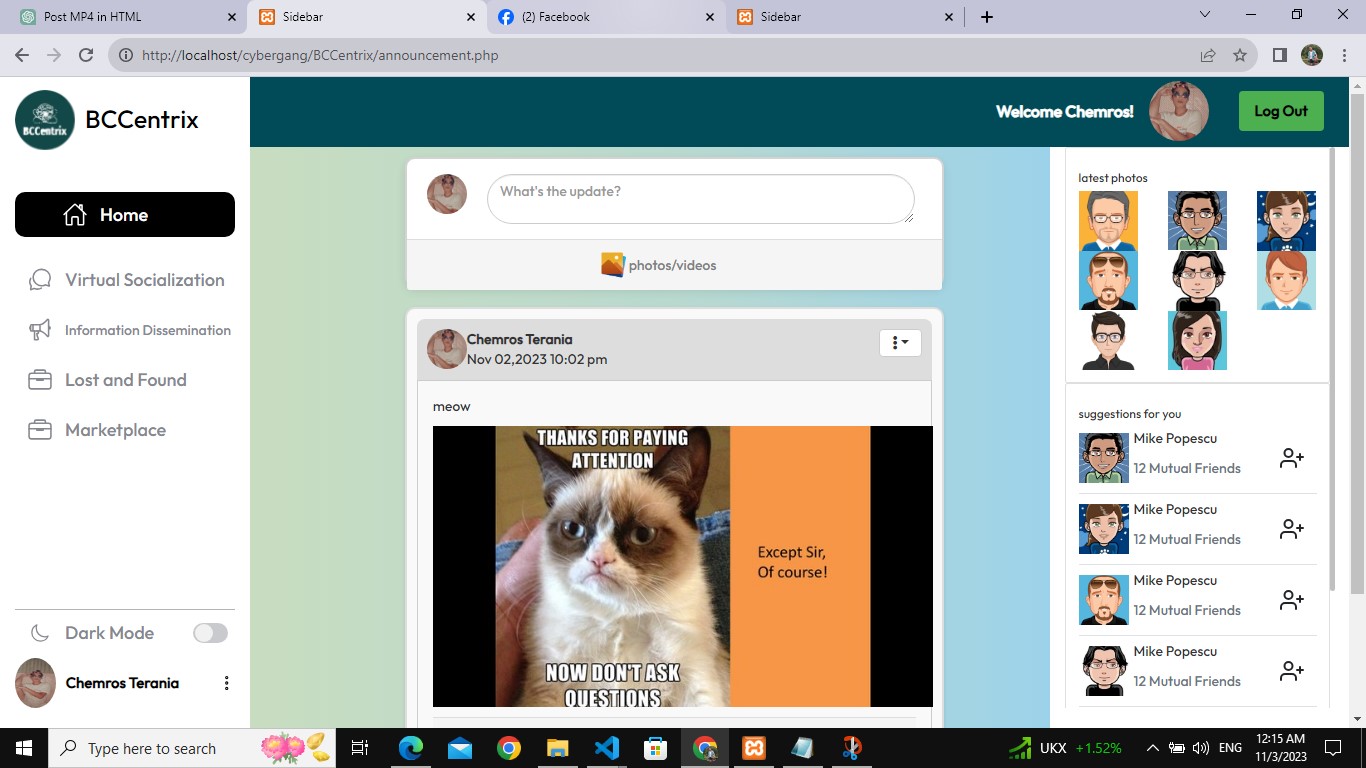 Post MP4 in HTML
Sidebar
(2) Facebook
Sidebar
http://localhost/cybergang/BCCentrix/announcement.php
BCCentrix
BCCentrix
Welcome Chemros!
Log Out
Home
Virtual Socialization
Information Dissemination
Lost and Found
Marketplace
Dark Mode
Chemros Terania
What's the update?
photos/videos
Chemros Terania
Nov 02,2023 10:02 pm
meow
THANKS FOR PAYING
ATTENTION
Except Sir,
Of course!
NOW DON'T ASK
QUESTIONS
latest photos
suggestions for you
Mike Popescu
12 Mutual Friends
Mike Popescu
12 Mutual Friends
Mike Popescu
12 Mutual Friends
Mike Popescu
12 Mutual Friends
Type here to search
UKX +1.52%
ENG
12:15 AM
11/3/2023